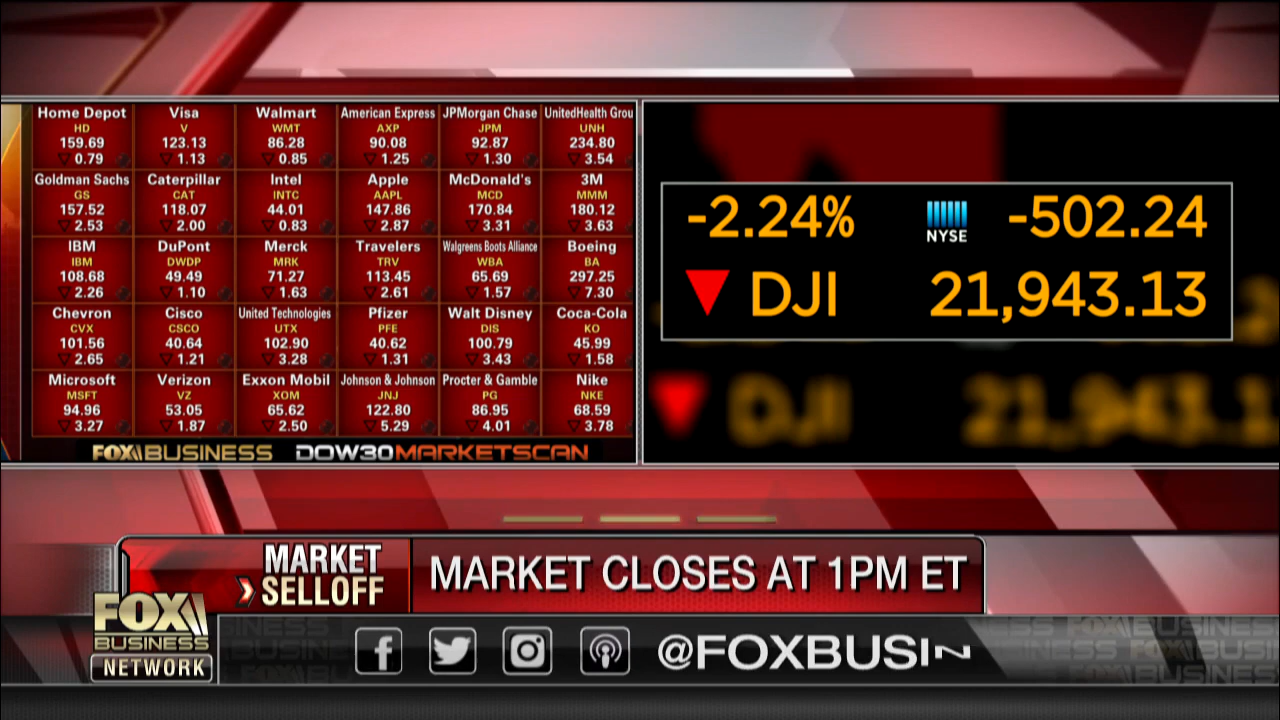 Home Depot Visa Walmart American Express JPMorgan Chase UnitedHealth Grou
HD V WMT AXP JPM UNH
159.69 123.13 86.28 90.08 92.87 234.80
0.79 1.13 0.85 1.25 1.30 3.54
Goldman Sachs Caterpillar Intel Apple McDonald's 3M
GS CAT INTC AAPL MCD MMM
157.52 118.07 44.01 147.86 170.84 180.12
2.53 2.00 0.83 2.87 3.31 3.63
IBM DuPont Merck Travelers Walgreens Boots Alliance Boeing
IBM DWDP MRK TRV WBA BA
108.68 49.49 71.27 113.45 65.69 297.25
2.26 1.10 1.63 2.61 1.57 7.30
Chevron Cisco United Technologies Pfizer Walt Disney Coca-Cola
CVX CSCO UTX PFE DIS KO
101.56 40.64 102.90 40.62 100.79 45.99
2.65 1.21 3.28 1.31 3.43 1.58
Microsoft Verizon Exxon Mobil Johnson & Johnson Procter & Gamble Nike
MSFT VZ XOM JNJ PG NKE
94.96 53.05 65.62 122.80 86.95 68.59
3.27 1.87 2.50 5.29 4.01 3.78
FOX BUSINESS DOW30MARKETSCAN
-2.24% NYSE -502.24
DJI 21,943.13
DJI 21,943.1
MARKET
SELLOFF
MARKET CLOSES AT 1PM ET
FOX
BUSINESS
NETWORK
@FOXBUSIN